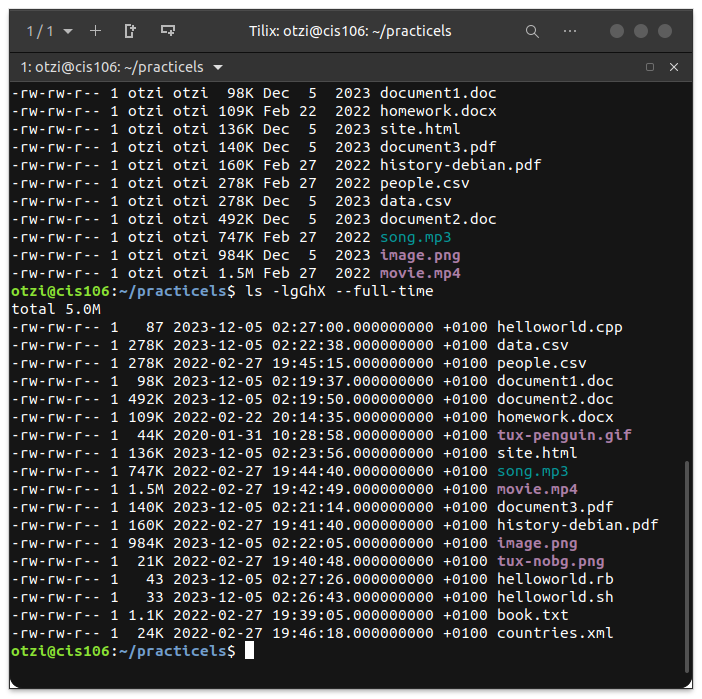 1 / 1
Tilix: otzi@cis106: ~/practicels
1: otzi@cis106: ~/practicels
-rw-rw-r-- 1 otzi otzi  98K Dec  5  2023 document1.doc
-rw-rw-r-- 1 otzi otzi 109K Feb 22  2022 homework.docx
-rw-rw-r-- 1 otzi otzi 136K Dec  5  2023 site.html
-rw-rw-r-- 1 otzi otzi 140K Dec  5  2023 document3.pdf
-rw-rw-r-- 1 otzi otzi 160K Feb 27  2022 history-debian.pdf
-rw-rw-r-- 1 otzi otzi 278K Feb 27  2022 people.csv
-rw-rw-r-- 1 otzi otzi 278K Dec  5  2023 data.csv
-rw-rw-r-- 1 otzi otzi 492K Dec  5  2023 document2.doc
-rw-rw-r-- 1 otzi otzi 747K Feb 27  2022 song.mp3
-rw-rw-r-- 1 otzi otzi 984K Dec  5  2023 image.png
-rw-rw-r-- 1 otzi otzi 1.5M Feb 27  2022 movie.mp4
otzi@cis106:~/practicels$ ls -lgGhX --full-time
total 5.0M
-rw-rw-r-- 1   87 2023-12-05 02:27:00.000000000 +0100 helloworld.cpp
-rw-rw-r-- 1 278K 2023-12-05 02:22:38.000000000 +0100 data.csv
-rw-rw-r-- 1 278K 2022-02-27 19:45:15.000000000 +0100 people.csv
-rw-rw-r-- 1  98K 2023-12-05 02:19:37.000000000 +0100 document1.doc
-rw-rw-r-- 1 492K 2023-12-05 02:19:50.000000000 +0100 document2.doc
-rw-rw-r-- 1 109K 2022-02-22 20:14:35.000000000 +0100 homework.docx
-rw-rw-r-- 1  44K 2020-01-31 10:28:58.000000000 +0100 tux-penguin.gif
-rw-rw-r-- 1 136K 2023-12-05 02:23:56.000000000 +0100 site.html
-rw-rw-r-- 1 747K 2022-02-27 19:44:40.000000000 +0100 song.mp3
-rw-rw-r-- 1 1.5M 2022-02-27 19:42:49.000000000 +0100 movie.mp4
-rw-rw-r-- 1 140K 2023-12-05 02:21:14.000000000 +0100 document3.pdf
-rw-rw-r-- 1 160K 2022-02-27 19:41:40.000000000 +0100 history-debian.pdf
-rw-rw-r-- 1 984K 2023-12-05 02:22:05.000000000 +0100 image.png
-rw-rw-r-- 1  21K 2022-02-27 19:40:48.000000000 +0100 tux-nobg.png
-rw-rw-r-- 1   43 2023-12-05 02:27:26.000000000 +0100 helloworld.rb
-rw-rw-r-- 1   33 2023-12-05 02:26:43.000000000 +0100 helloworld.sh
-rw-rw-r-- 1 1.1K 2022-02-27 19:39:05.000000000 +0100 book.txt
-rw-rw-r-- 1  24K 2022-02-27 19:46:18.000000000 +0100 countries.xml
otzi@cis106:~/practicels$